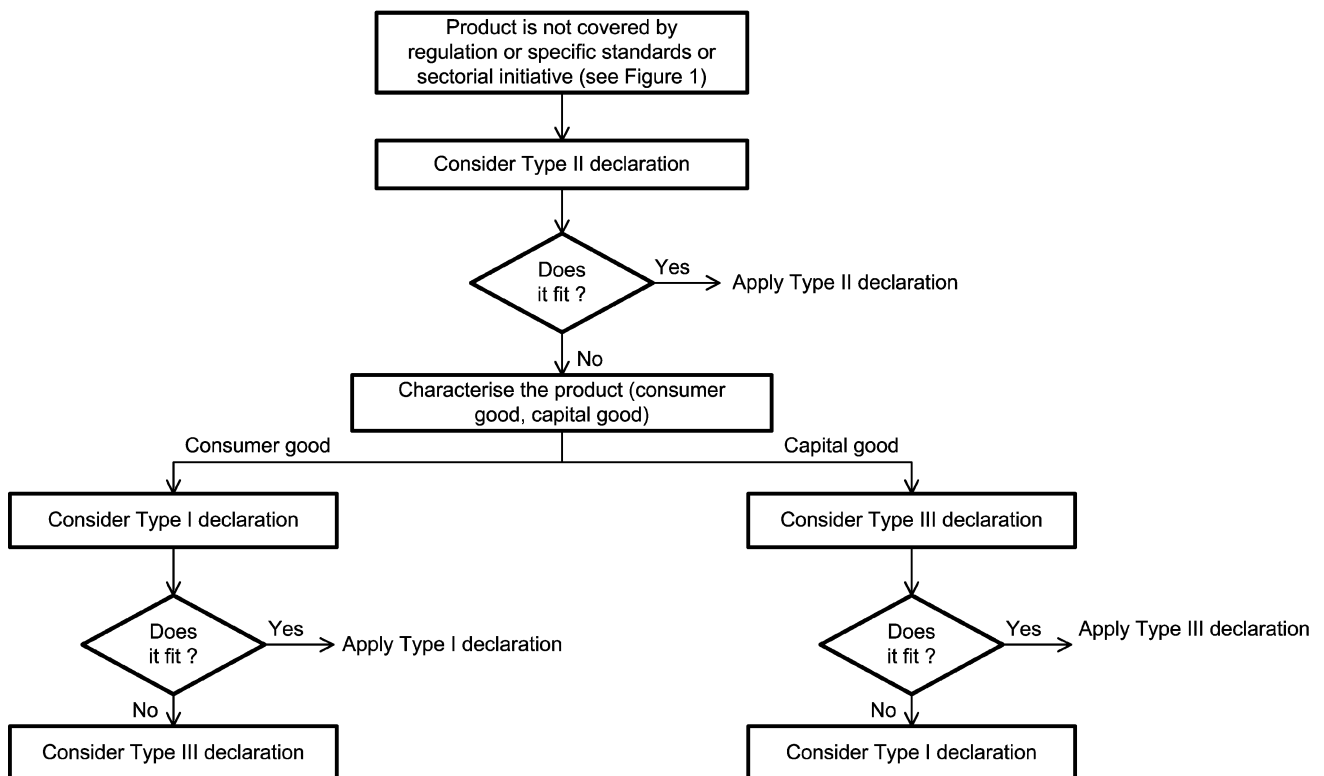 Product is not covered by
regulation or specific standards or
sectorial initiative (see Figure 1)
Consider Type II declaration
Does
it fit ?
Yes
Apply Type II declaration
No
Characterise the product (consumer
good, capital good)
Consumer good
Capital good
Consider Type I declaration
Consider Type III declaration
Does
it fit ?
Yes
Apply Type I declaration
Does
it fit ?
Yes
Apply Type III declaration
No
No
Consider Type III declaration
Consider Type I declaration